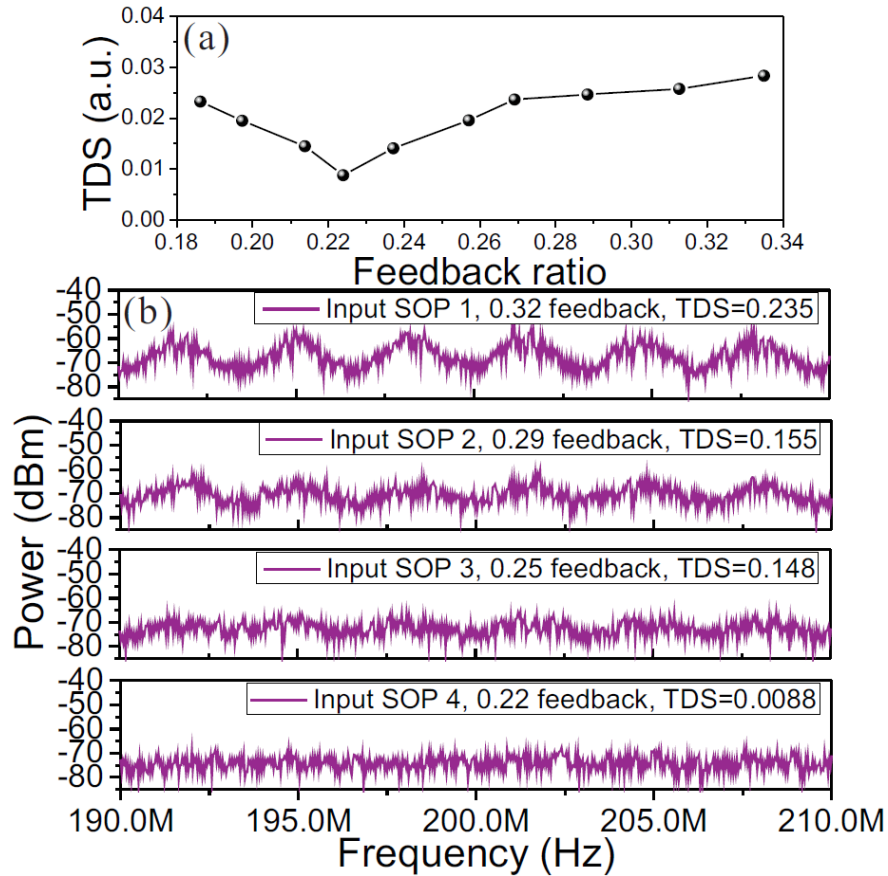 (a)
TDS (a.u.)
0.04
0.03
0.02
0.01
0.00
0.18 0.20 0.22 0.24 0.26 0.28 0.30 0.32 0.34
Feedback ratio
(b)
Power (dBm)
-40
-50
-60
-70
-80
Input SOP 1, 0.32 feedback, TDS=0.235
-40
-50
-60
-70
-80
Input SOP 2, 0.29 feedback, TDS=0.155
-40
-50
-60
-70
-80
Input SOP 3, 0.25 feedback, TDS=0.148
-40
-50
-60
-70
-80
Input SOP 4, 0.22 feedback, TDS=0.0088
190.0M 195.0M 200.0M 205.0M 210.0M
Frequency (Hz)